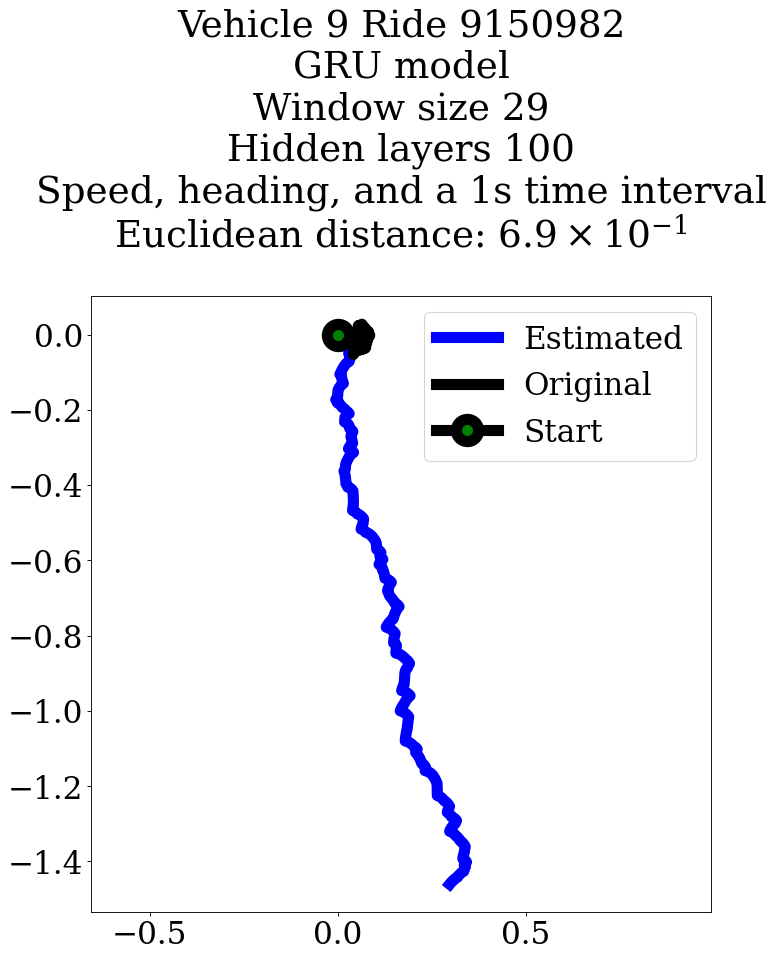 Vehicle 9 Ride 9150982
GRU model
Window size 29
Hidden layers 100
Speed, heading, and a 1s time interval
Euclidean distance: 6.9 × 10⁻¹
0.0
−0.2
−0.4
−0.6
−0.8
−1.0
−1.2
−1.4
Estimated
Original
Start
−0.5
0.0
0.5